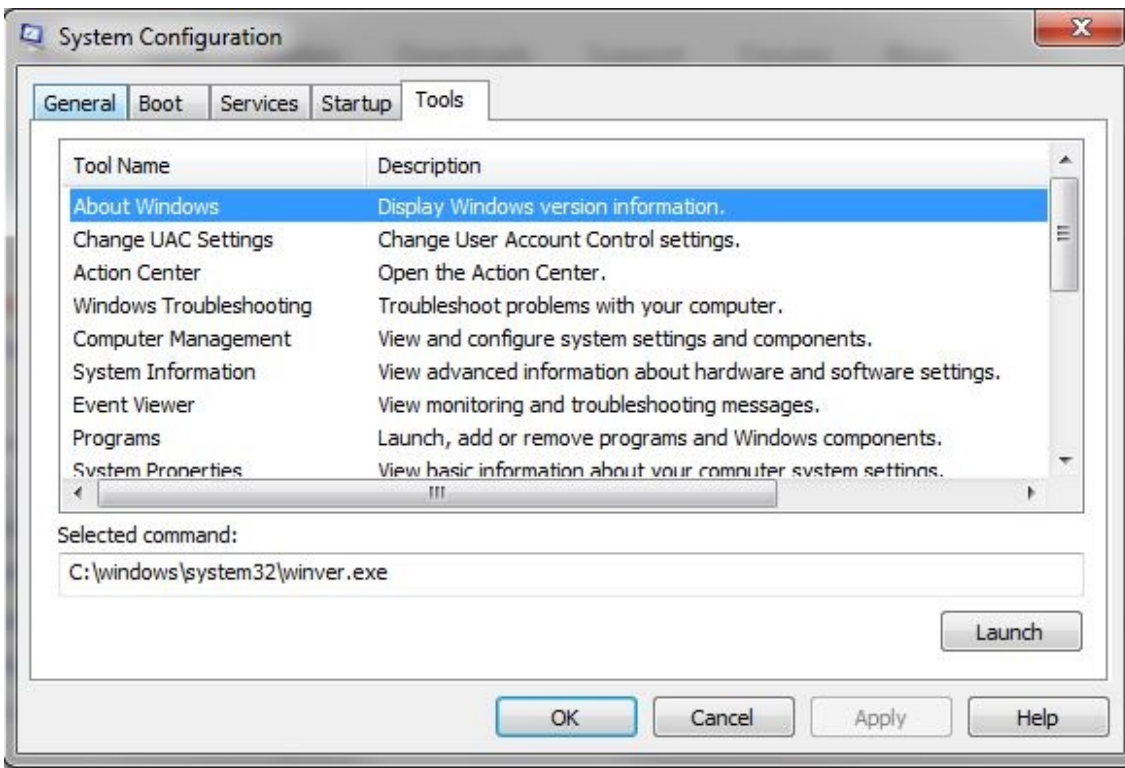 System Configuration
General Boot Services Startup Tools
Tool Name Description
About Windows Display Windows version information.
Change UAC Settings Change User Account Control settings.
Action Center Open the Action Center.
Windows Troubleshooting Troubleshoot problems with your computer.
Computer Management View and configure system settings and components.
System Information View advanced information about hardware and software settings.
Event Viewer View monitoring and troubleshooting messages.
Programs Launch, add or remove programs and Windows components.
System Properties View basic information about your computer system settings.
Selected command:
C:\windows\system32\winver.exe
Launch
OK Cancel Apply Help